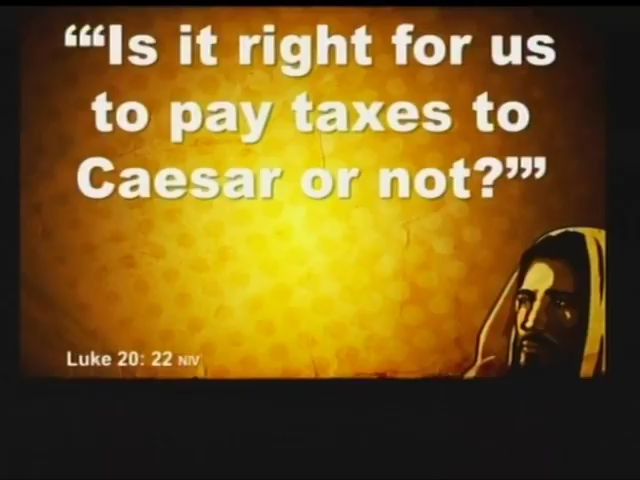 “‘“Is it right for us
to pay taxes to
Caesar or not?”’”
Luke 20: 22 NIV